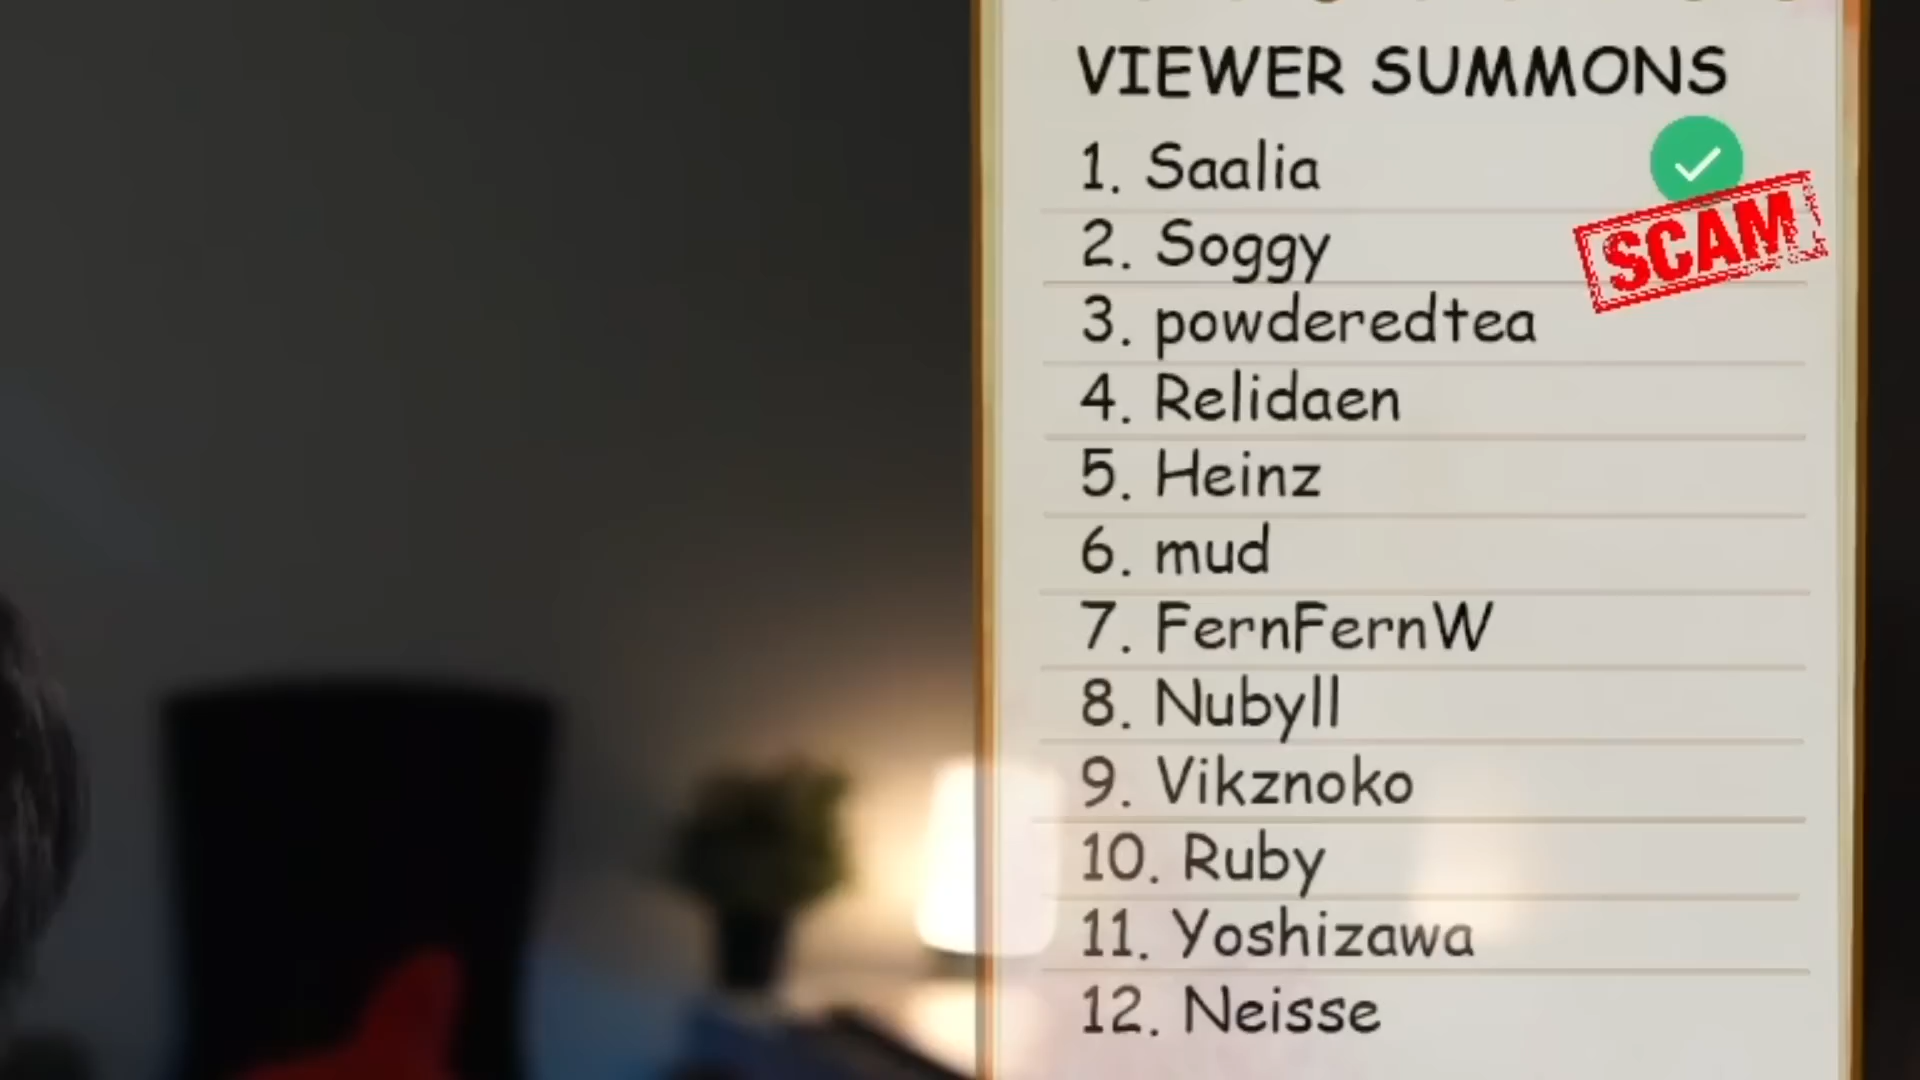 VIEWER SUMMONS
1. Saalia
2. Soggy
SCAM
3. powderedtea
4. Relidaen
5. Heinz
6. mud
7. FernFernW
8. Nubyll
9. Vikznoko
10. Ruby
11. Yoshizawa
12. Neisse